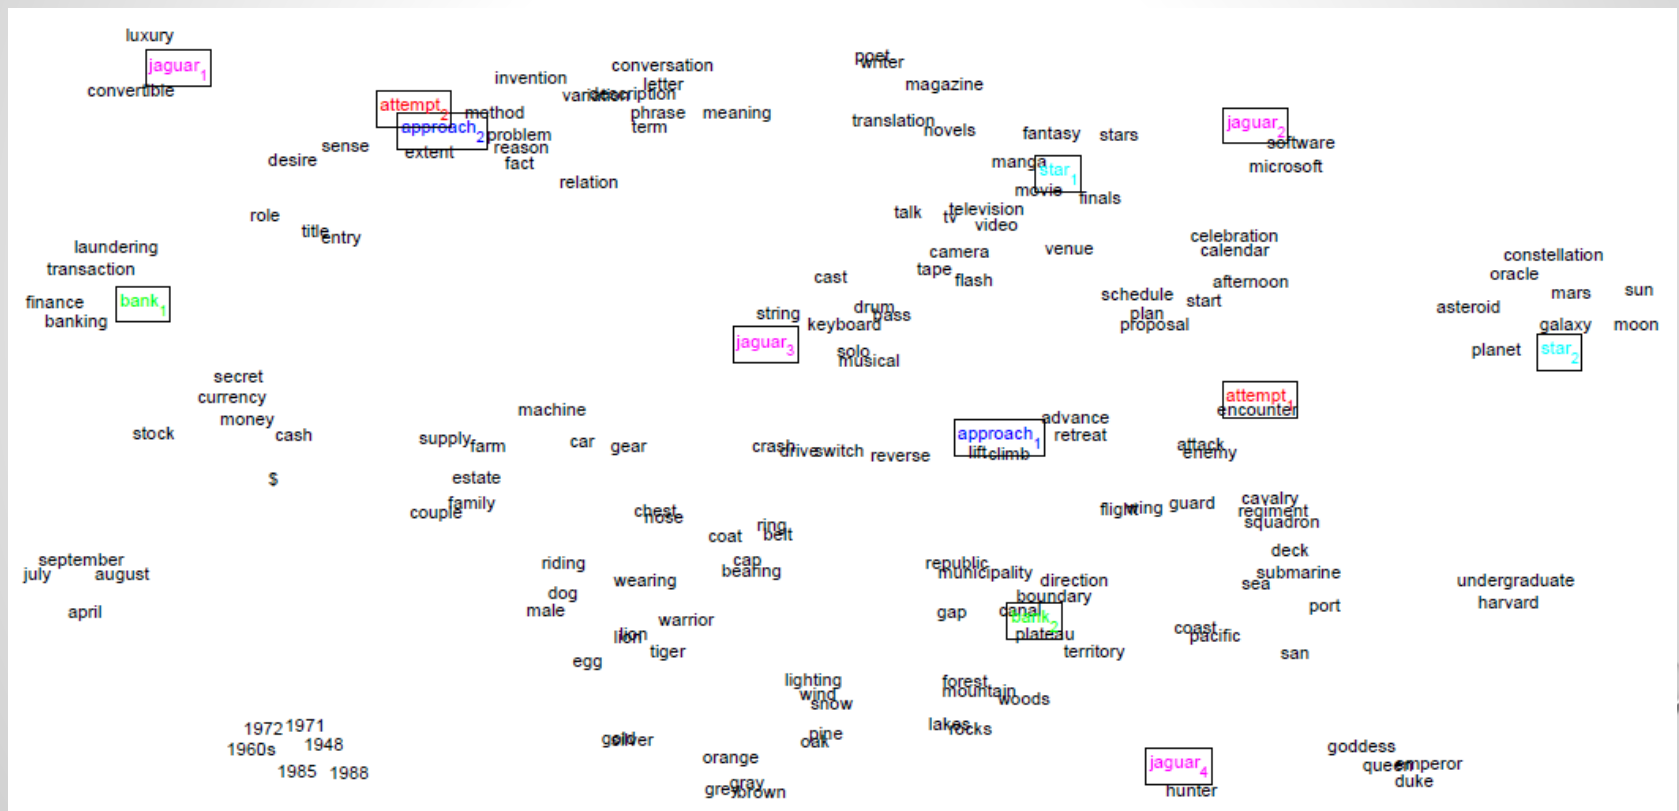 luxury
jaguar1
convertible
attempt2
approach2
method
problem
reason
extent
fact
sense
desire
relation
invention
conversation
letter
variation
description
phrase
term
meaning
poet
writer
magazine
translation
novels
fantasy
stars
manga
star1
movie
finals
jaguar2
software
microsoft
role
title
entry
talk
tv
television
video
camera
venue
tape
flash
celebration
calendar
afternoon
laundering
transaction
finance
bank1
banking
cast
string
drum
bass
keyboard
jaguar3
solo
musical
schedule
start
plan
proposal
constellation
oracle
mars
sun
asteroid
galaxy
moon
planet
star2
secret
currency
money
stock
cash
$
machine
supply
farm
car
gear
estate
family
couple
crash
drive
switch
reverse
approach1
advance
retreat
lift
climb
attempt1
encounter
attack
enemy
chest
nose
coat
ring
belt
cap
bearing
flight
wing
guard
cavalry
regiment
squadron
deck
submarine
sea
port
september
july
august
april
riding
wearing
dog
male
warrior
lion
lion
tiger
egg
republic
municipality
direction
boundary
gap
canal
bank2
plateau
territory
coast
pacific
san
undergraduate
harvard
lighting
wind
snow
forest
mountain
woods
lakes
rocks
pine
oak
1972
1971
1960s
1948
1985
1988
gold
silver
orange
gray
grey
brown
jaguar4
hunter
goddess
queen
emperor
duke